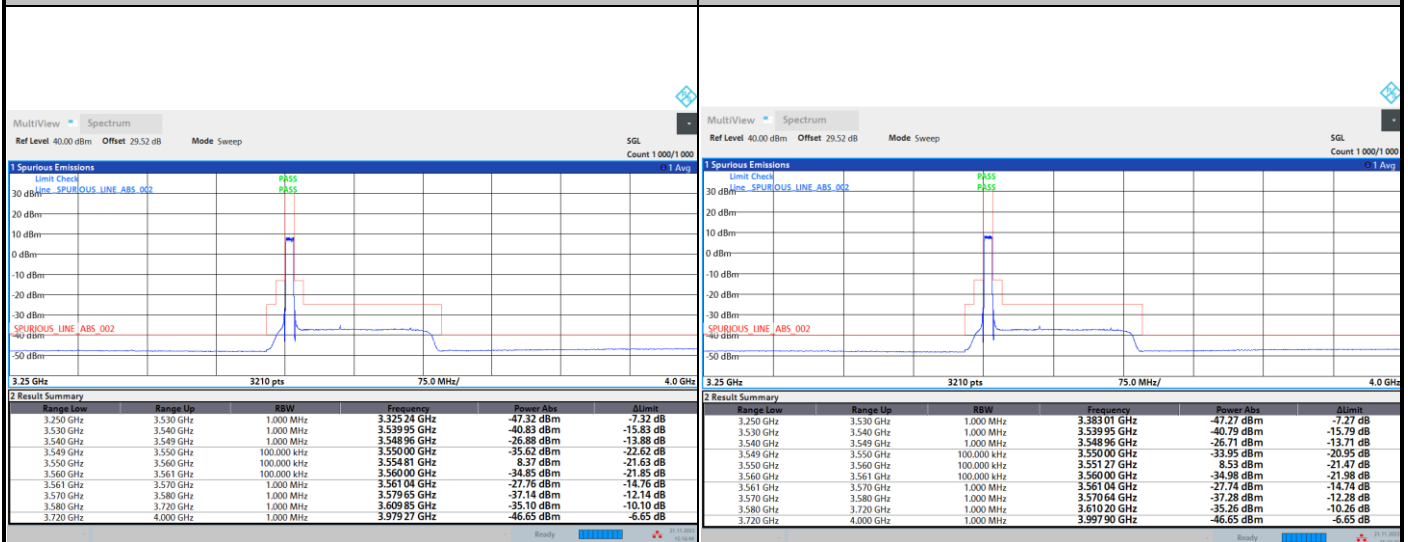 MultiView Spectrum
Ref Level 40.00 dBm Offset 29.52 dB Mode Sweep SGL
Count 1 000/1 000
1 Spurious Emissions 1 Avg
Limit Check PASS
Line SPURIOUS_LINE_ABS_002 PASS
30 dBm
20 dBm
10 dBm
0 dBm
-10 dBm
-20 dBm
-30 dBm
SPURIOUS_LINE_ABS_002
-40 dBm
-50 dBm
3.25 GHz 3210 pts 75.0 MHz/ 4.0 GHz
2 Result Summary
Range Low Range Up RBW Frequency Power Abs ΔLimit
3.250 GHz 3.530 GHz 1.000 MHz 3.325 24 GHz -47.32 dBm -7.32 dB
3.530 GHz 3.540 GHz 1.000 MHz 3.539 95 GHz -40.83 dBm -15.83 dB
3.540 GHz 3.549 GHz 1.000 MHz 3.548 96 GHz -26.88 dBm -13.88 dB
3.549 GHz 3.550 GHz 100.000 kHz 3.550 00 GHz -35.62 dBm -22.62 dB
3.550 GHz 3.560 GHz 100.000 kHz 3.554 81 GHz 8.37 dBm -21.63 dB
3.560 GHz 3.561 GHz 100.000 kHz 3.560 00 GHz -34.85 dBm -21.85 dB
3.561 GHz 3.570 GHz 1.000 MHz 3.561 04 GHz -27.76 dBm -14.76 dB
3.570 GHz 3.580 GHz 1.000 MHz 3.579 65 GHz -37.14 dBm -12.14 dB
3.580 GHz 3.720 GHz 1.000 MHz 3.609 85 GHz -35.10 dBm -10.10 dB
3.720 GHz 4.000 GHz 1.000 MHz 3.979 27 GHz -46.65 dBm -6.65 dB
Ready
MultiView Spectrum
Ref Level 40.00 dBm Offset 29.52 dB Mode Sweep SGL
Count 1 000/1 000
1 Spurious Emissions 1 Avg
Limit Check PASS
Line SPURIOUS_LINE_ABS_002 PASS
30 dBm
20 dBm
10 dBm
0 dBm
-10 dBm
-20 dBm
-30 dBm
SPURIOUS_LINE_ABS_002
-40 dBm
-50 dBm
3.25 GHz 3210 pts 75.0 MHz/ 4.0 GHz
2 Result Summary
Range Low Range Up RBW Frequency Power Abs ΔLimit
3.250 GHz 3.530 GHz 1.000 MHz 3.383 01 GHz -47.27 dBm -7.27 dB
3.530 GHz 3.540 GHz 1.000 MHz 3.539 95 GHz -40.79 dBm -15.79 dB
3.540 GHz 3.549 GHz 1.000 MHz 3.548 96 GHz -26.71 dBm -13.71 dB
3.549 GHz 3.550 GHz 100.000 kHz 3.550 00 GHz -33.95 dBm -20.95 dB
3.550 GHz 3.560 GHz 100.000 kHz 3.551 27 GHz 8.53 dBm -21.47 dB
3.560 GHz 3.561 GHz 100.000 kHz 3.560 00 GHz -34.98 dBm -21.98 dB
3.561 GHz 3.570 GHz 1.000 MHz 3.561 04 GHz -27.74 dBm -14.74 dB
3.570 GHz 3.580 GHz 1.000 MHz 3.570 64 GHz -37.28 dBm -12.28 dB
3.580 GHz 3.720 GHz 1.000 MHz 3.610 20 GHz -35.26 dBm -10.26 dB
3.720 GHz 4.000 GHz 1.000 MHz 3.997 90 GHz -46.65 dBm -6.65 dB
Ready